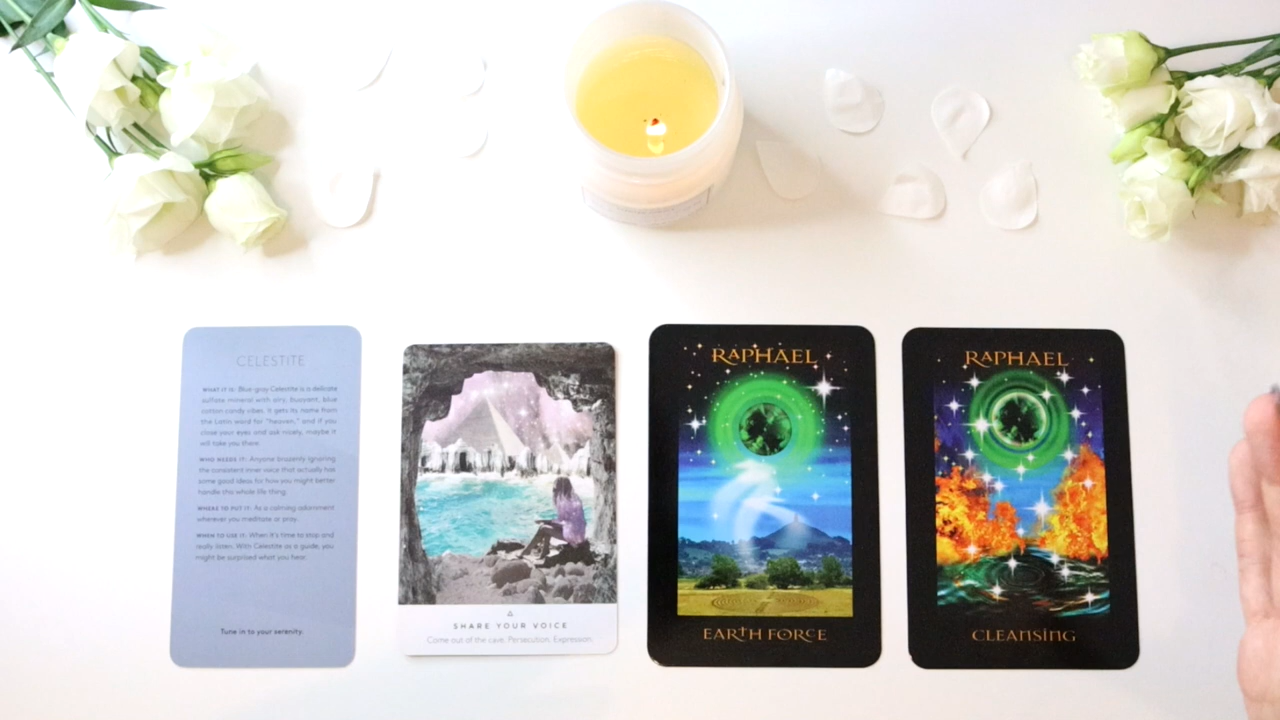 CELESTITE
WHAT IT IS: Blue-gray Celestite is a delicate
sulfate mineral with airy, buoyant, blue
cotton candy vibes. It gets its name from
the Latin word for "heaven," and if you
close your eyes and ask nicely, maybe it
will take you there.
WHO NEEDS IT: Anyone brazenly ignoring
the consistent inner voice that actually has
some good ideas for how you might better
handle this whole life thing.
WHERE TO PUT IT: As a calming adornment
wherever you meditate or pray.
WHEN TO USE IT: When it's time to stop and
really listen. With Celestite as a guide, you
might be surprised what you hear.
Tune in to your serenity.
SHARE YOUR VOICE
Come out of the cave. Persecution. Expression.
RAPHAEL
EARTH FORCE
RAPHAEL
CLEANSING